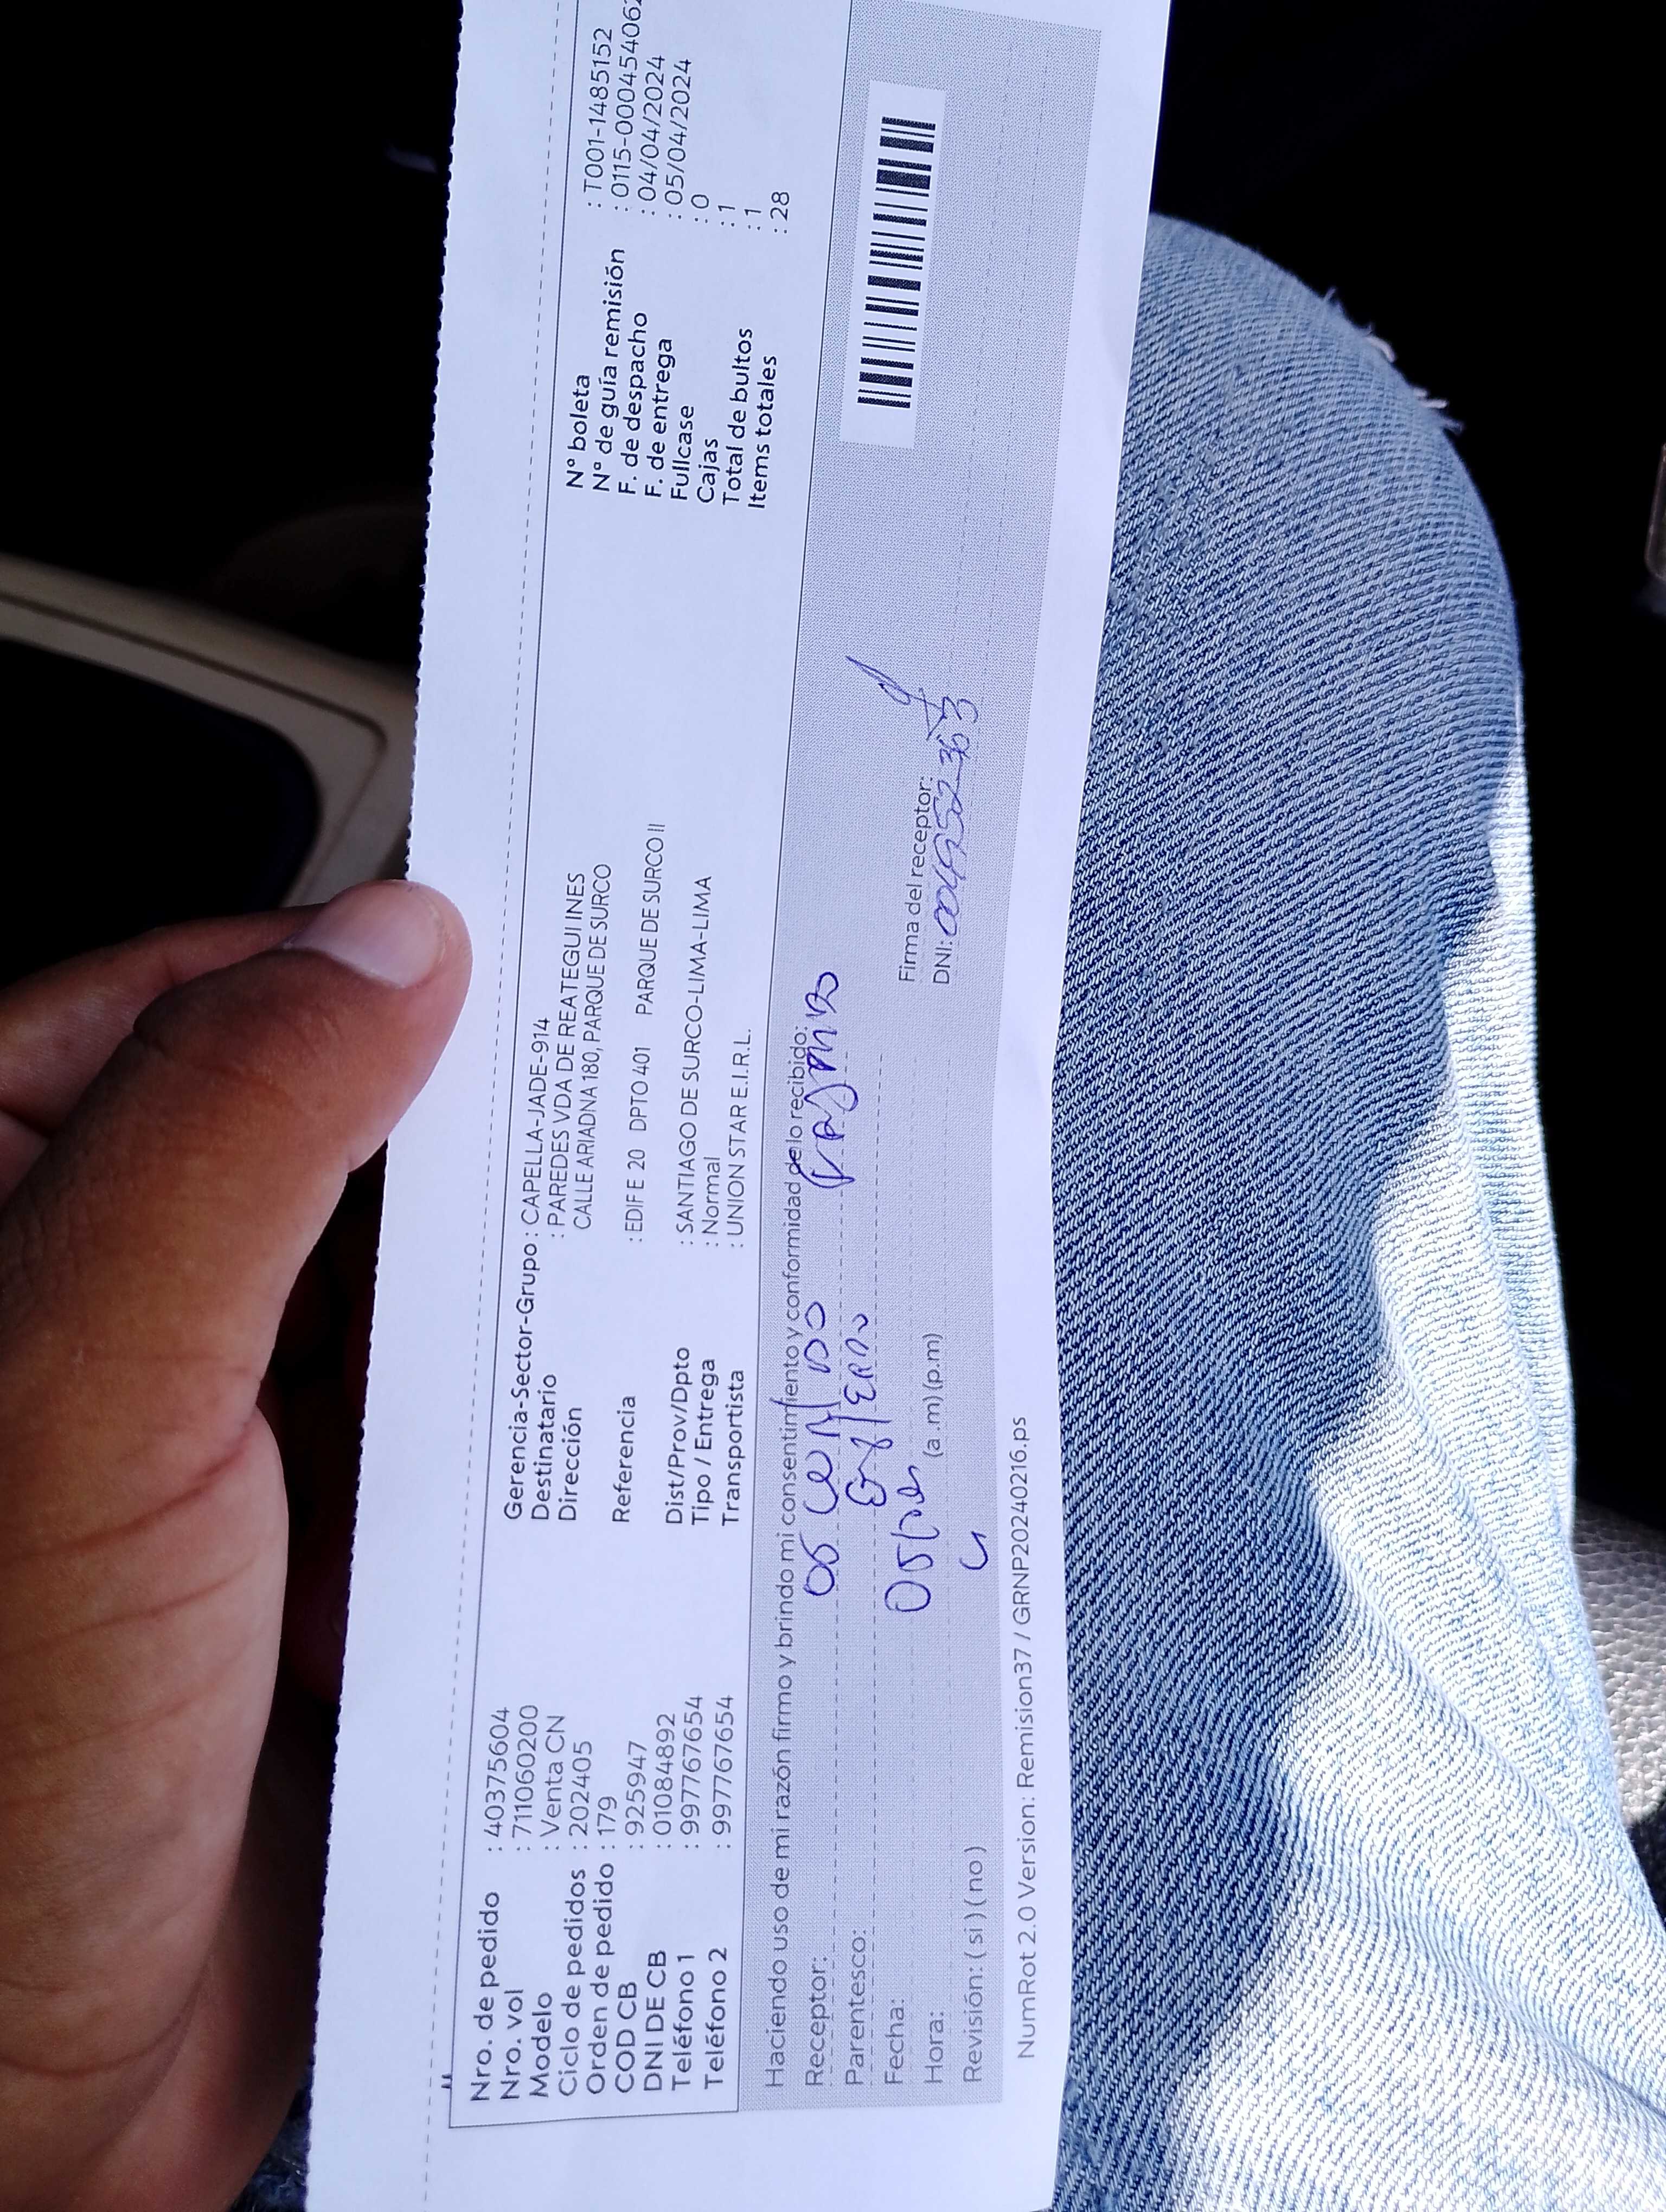 Nro. de pedido : 40375604
Nro. vol : 711060200
Modelo : Venta CN
Ciclo de pedidos : 202405
Orden de pedido : 179
COD CB : 925947
DNI DE CB : 01084892
Teléfono 1 : 997767654
Teléfono 2 : 997767654
Gerencia-Sector-Grupo : CAPELLA-JADE-914
Destinatario : PAREDES VDA DE REATEGUI INES
Dirección CALLE ARIADNA 180, PARQUE DE SURCO
Referencia : EDIF E 20 DPTO 401 PARQUE DE SURCO II
Dist/Prov/Dpto : SANTIAGO DE SURCO-LIMA-LIMA
Tipo / Entrega : Normal
Transportista : UNION STAR E.I.R.L.
N° boleta : T001-1485152
N° de guía remisión : 0115-00045406
F. de despacho : 04/04/2024
F. de entrega : 05/04/2024
Fullcase : 0
Cajas : 1
Total de bultos : 1
Items totales : 28
Haciendo uso de mi razón firmo y brindo mi consentimiento y conformidad de lo recibido:
Receptor:
Parentesco:
Fecha:
Hora: (a.m) (p.m)
Revisión: ( si ) ( no )
Firma del receptor:
DNI:
NumRot 2.0 Version: Remision37 / GRNP20240216.ps